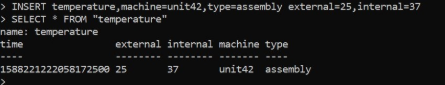 > INSERT temperature,machine=unit42,type=assembly external=25,internal=37
> SELECT * FROM "temperature"
name: temperature
time                external internal machine type
----                -------- -------- ------- ----
1588221222058172500 25       37       unit42  assembly
>